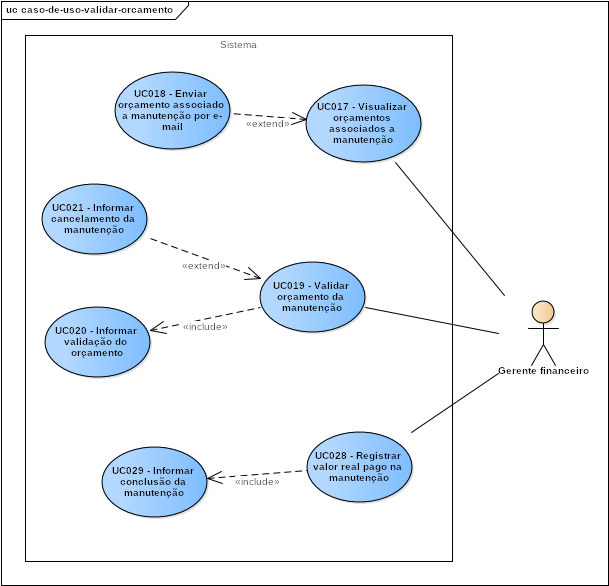 uc caso-de-uso-validar-orcamento
Sistema
UC018 - Enviar
orçamento associado
a manutenção por e-
mail
«extend»
UC017 - Visualizar
orçamentos
associados a
manutenção
UC021 - Informar
cancelamento da
manutenção
«extend»
UC019 - Validar
orçamento da
manutenção
UC020 - Informar
validação do
orçamento
«include»
Gerente financeiro
UC028 - Registrar
valor real pago na
manutenção
UC029 - Informar
conclusão da
manutenção
«include»